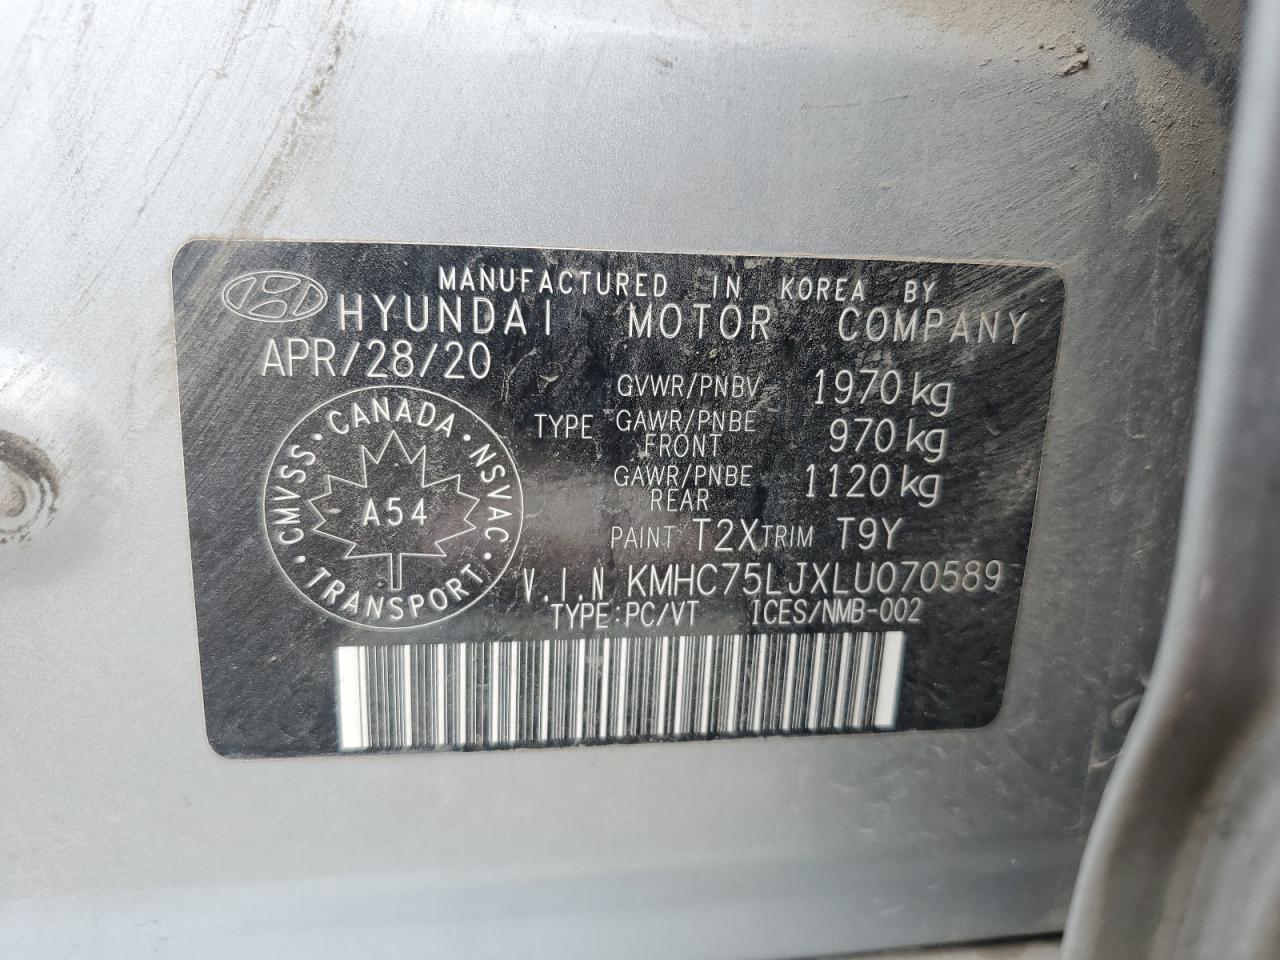 MANUFACTURED IN KOREA BY
HYUNDAI MOTOR COMPANY
APR/28/20
GVWR/PNBV 1970 kg
TYPE GAWR/PNBE FRONT 970 kg
GAWR/PNBE REAR 1120 kg
PAINT T2X TRIM T9Y
V.I.N KMHC75LJXLU070589
TYPE:PC/VT ICES/NMB-002
CMVSS · CANADA · NSVAC
TRANSPORT
A54